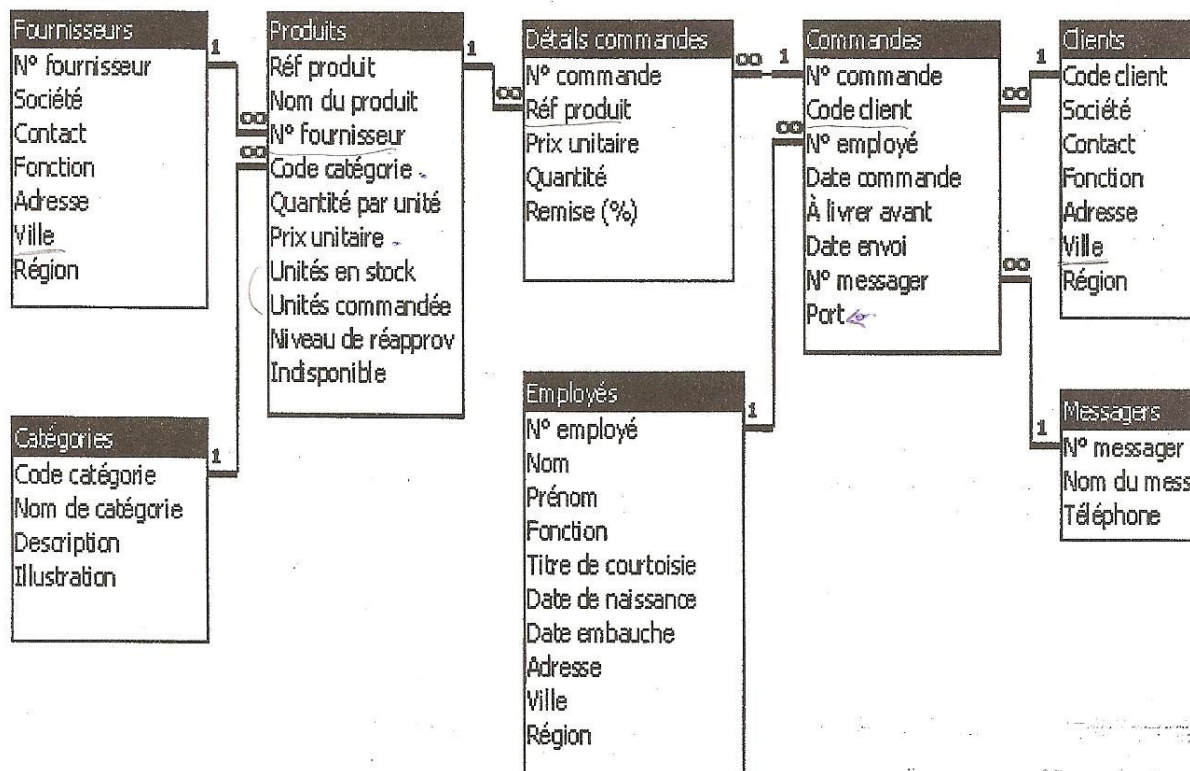 Fournisseurs
N° fournisseur
Société
Contact
Fonction
Adresse
Ville
Région
1
∞
Produits
Réf produit
Nom du produit
N° fournisseur
Code catégorie
Quantité par unité
Prix unitaire
Unités en stock
Unités commandée
Niveau de réapprov
Indisponible
∞
1
∞
Détails commandes
N° commande
Réf produit
Prix unitaire
Quantité
Remise (%)
∞ 1
∞
Commandes
N° commande
Code client
N° employé
Date commande
À livrer avant
Date envoi
N° messager
Port
1
∞
∞
Clients
Code client
Société
Contact
Fonction
Adresse
Ville
Région
Catégories
Code catégorie
Nom de catégorie
Description
Illustration
1
Employés
N° employé
Nom
Prénom
Fonction
Titre de courtoisie
Date de naissance
Date embauche
Adresse
Ville
Région
1
1
Messagers
N° messager
Nom du mess
Téléphone